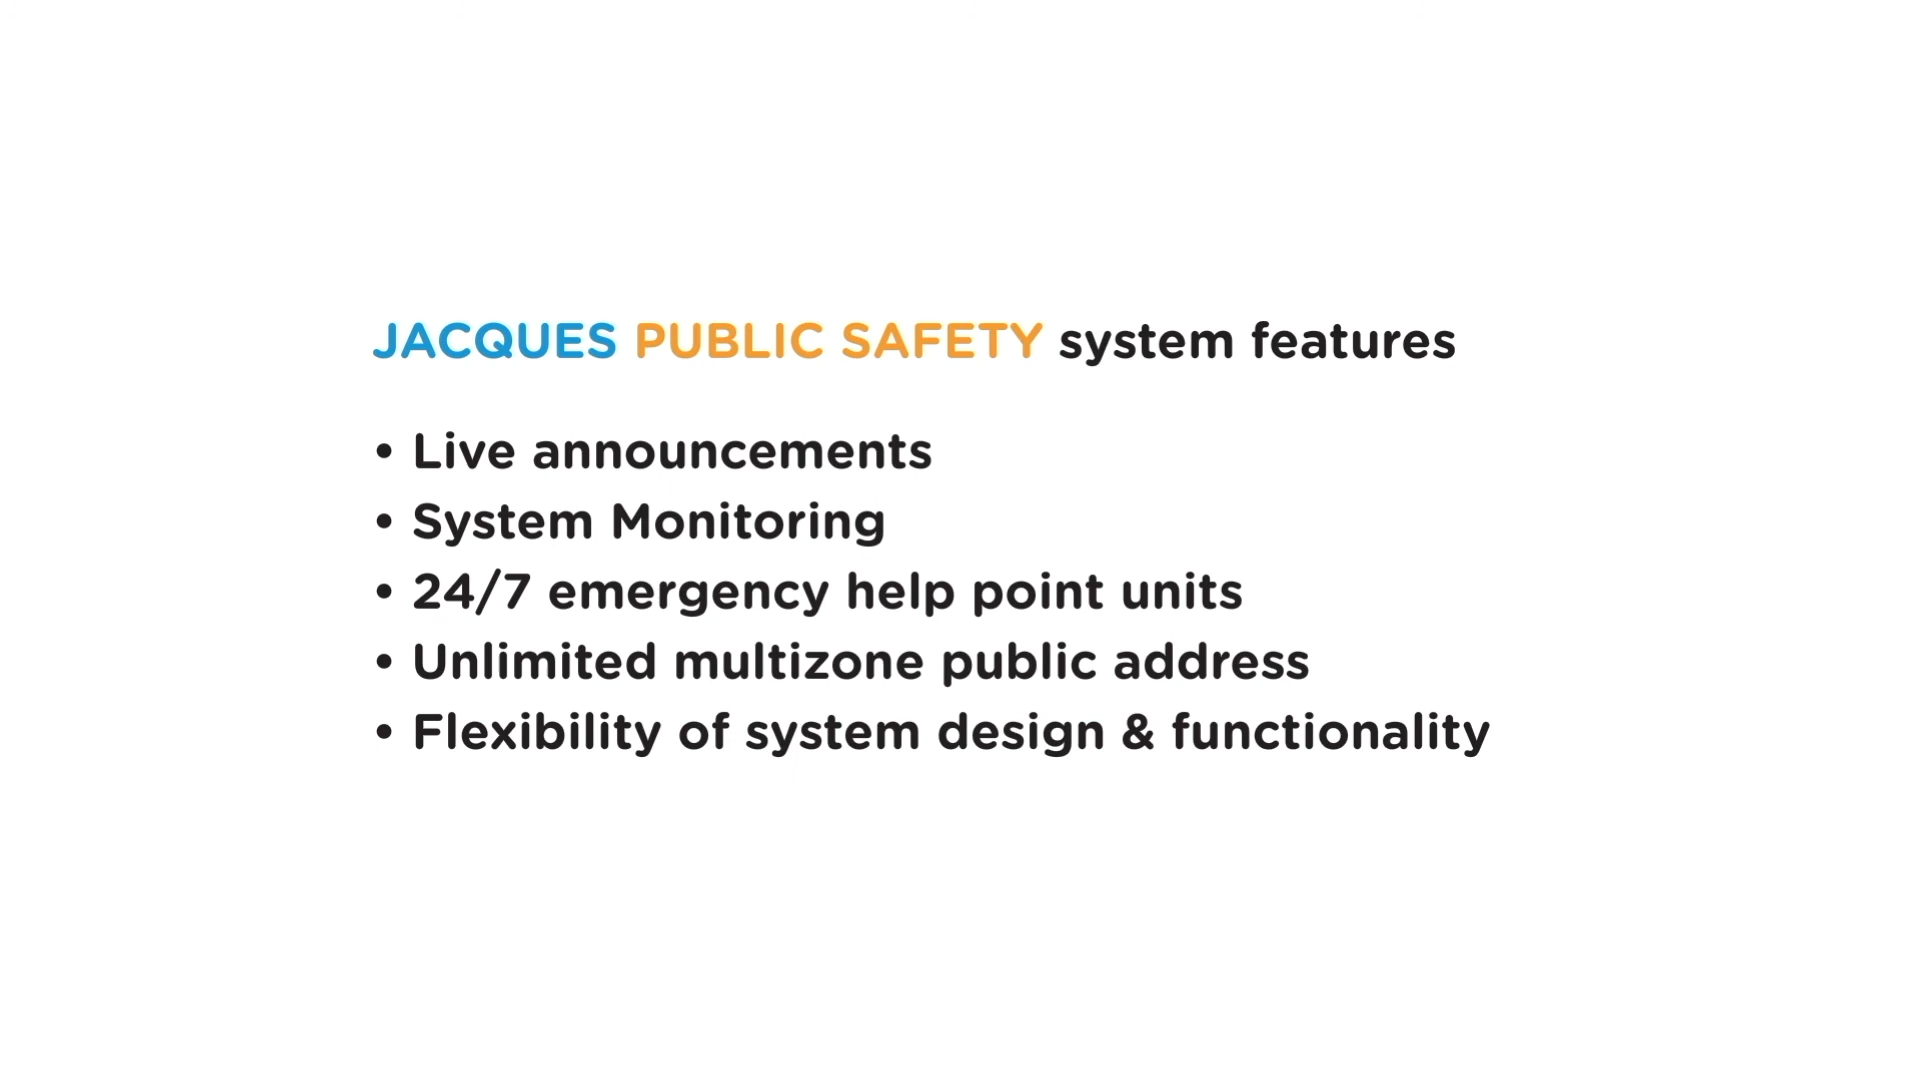 JACQUES PUBLIC SAFETY system features
• Live announcements
• System Monitoring
• 24/7 emergency help point units
• Unlimited multizone public address
• Flexibility of system design & functionality